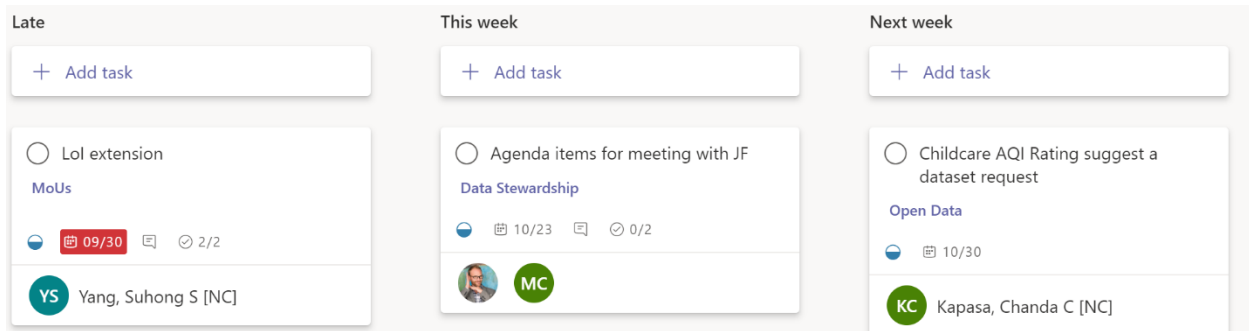 Late
Add task
LoI extension
MoUs
09/30
2/2
YS
Yang, Suhong S [NC]
This week
Add task
Agenda items for meeting with JF
Data Stewardship
10/23
0/2
MC
Next week
Add task
Childcare AQI Rating suggest a
dataset request
Open Data
10/30
KC
Kapasa, Chanda C [NC]